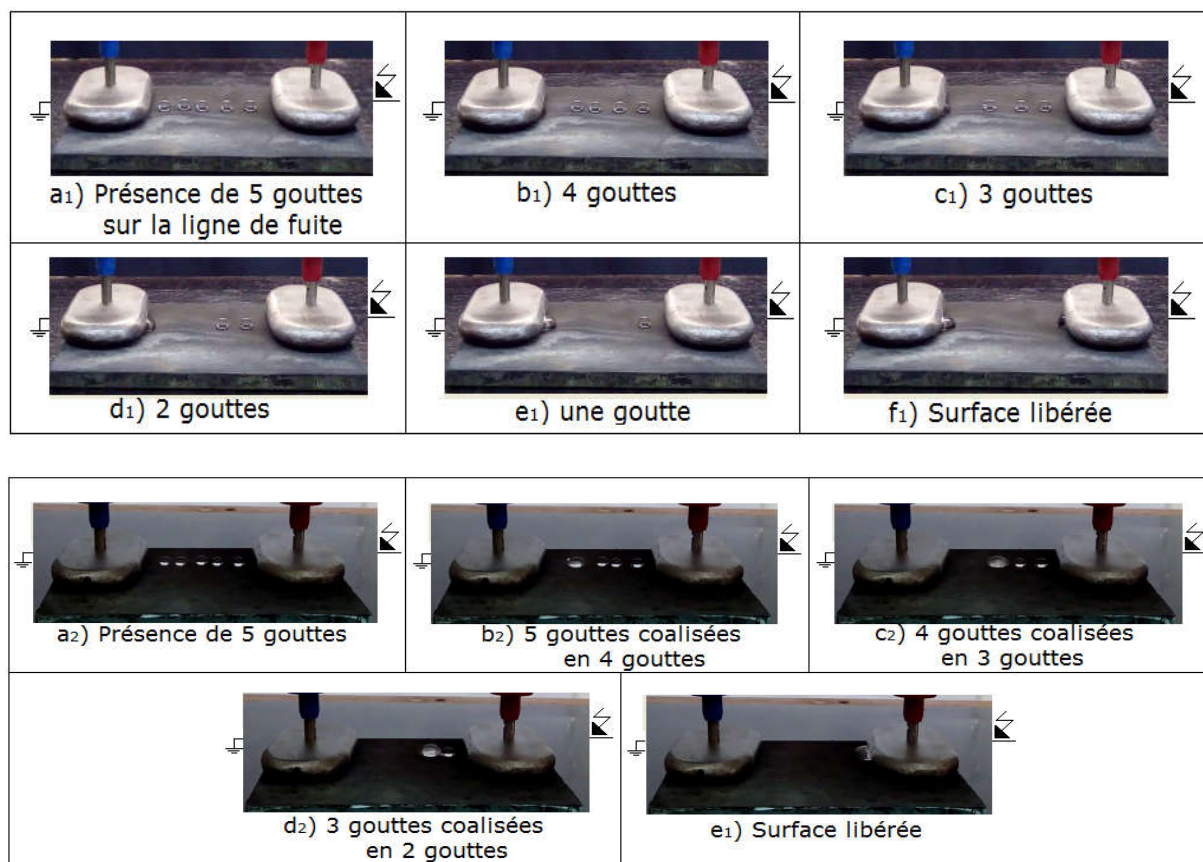 a1) Présence de 5 gouttes
sur la ligne de fuite
b1) 4 gouttes
c1) 3 gouttes
d1) 2 gouttes
e1) une goutte
f1) Surface libérée
a2) Présence de 5 gouttes
b2) 5 gouttes coalisées
en 4 gouttes
c2) 4 gouttes coalisées
en 3 gouttes
d2) 3 gouttes coalisées
en 2 gouttes
e1) Surface libérée